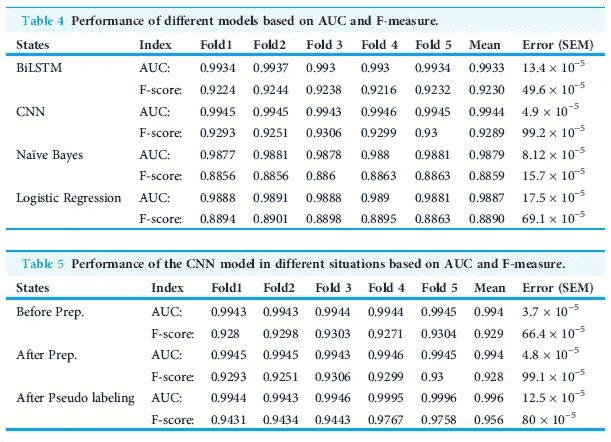 Table 4 Performance of different models based on AUC and F-measure.
States Index Fold1 Fold2 Fold 3 Fold 4 Fold 5 Mean Error (SEM)
BiLSTM AUC: 0.9934 0.9937 0.993 0.993 0.9934 0.9933 13.4 × 10⁻⁵
F-score: 0.9224 0.9244 0.9238 0.9216 0.9232 0.9230 49.6 × 10⁻⁵
CNN AUC: 0.9945 0.9945 0.9943 0.9946 0.9945 0.9944 4.9 × 10⁻⁵
F-score: 0.9293 0.9251 0.9306 0.9299 0.93 0.9289 99.2 × 10⁻⁵
Naïve Bayes AUC: 0.9877 0.9881 0.9878 0.988 0.9881 0.9879 8.12 × 10⁻⁵
F-score: 0.8856 0.8856 0.886 0.8863 0.8863 0.8859 15.7 × 10⁻⁵
Logistic Regression AUC: 0.9888 0.9891 0.9888 0.989 0.9881 0.9887 17.5 × 10⁻⁵
F-score: 0.8894 0.8901 0.8898 0.8895 0.8863 0.8890 69.1 × 10⁻⁵
Table 5 Performance of the CNN model in different situations based on AUC and F-measure.
States Index Fold1 Fold2 Fold 3 Fold 4 Fold 5 Mean Error (SEM)
Before Prep. AUC: 0.9943 0.9943 0.9944 0.9944 0.9945 0.994 3.7 × 10⁻⁵
F-score: 0.928 0.9298 0.9303 0.9271 0.9304 0.929 66.4 × 10⁻⁵
After Prep. AUC: 0.9945 0.9945 0.9943 0.9946 0.9945 0.994 4.8 × 10⁻⁵
F-score: 0.9293 0.9251 0.9306 0.9299 0.93 0.928 99.1 × 10⁻⁵
After Pseudo labeling AUC: 0.9944 0.9943 0.9946 0.9995 0.9996 0.996 12.5 × 10⁻⁵
F-score: 0.9431 0.9434 0.9443 0.9767 0.9758 0.956 80 × 10⁻⁵